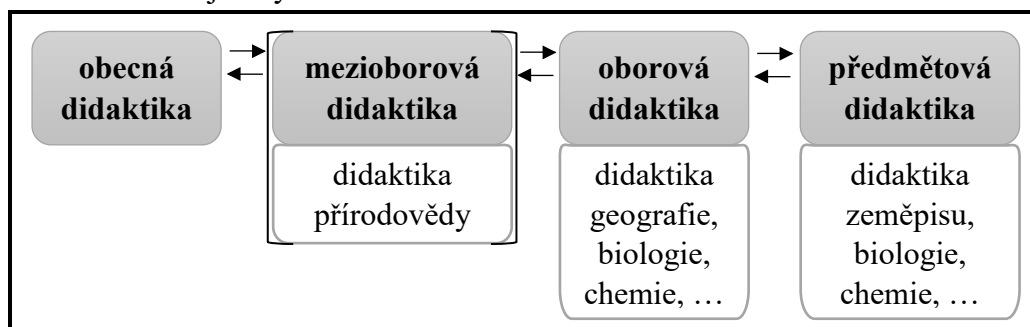 obecná
didaktika
mezioborová
didaktika
didaktika
přírodovědy
oborová
didaktika
didaktika
geografie,
biologie,
chemie, …
předmětová
didaktika
didaktika
zeměpisu,
biologie,
chemie, …